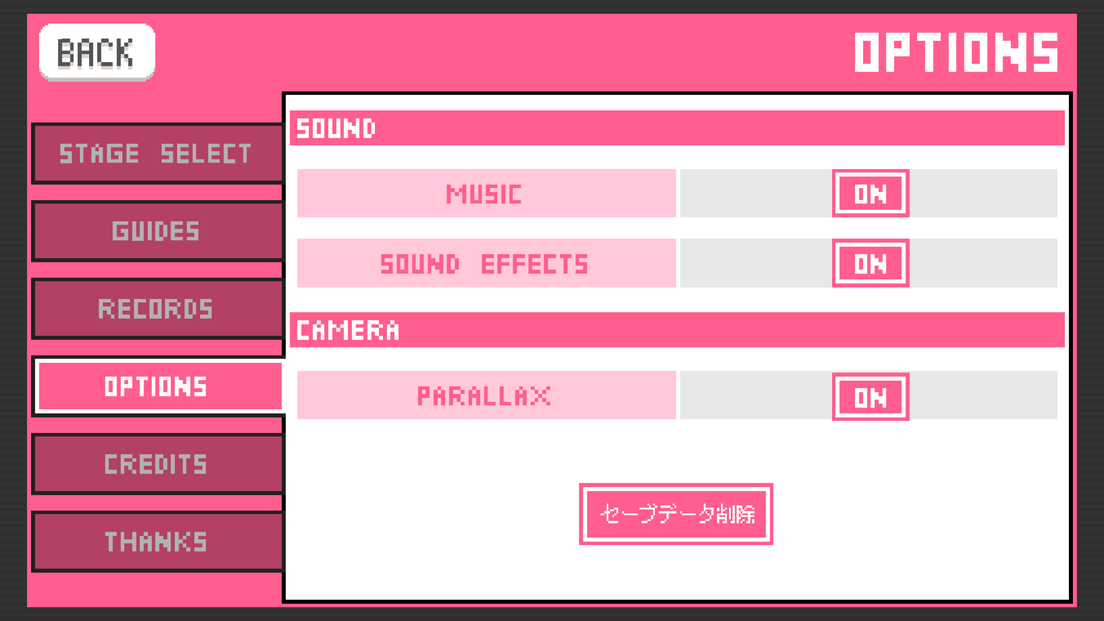 BACK
OPTIONS
STAGE SELECT
GUIDES
RECORDS
OPTIONS
CREDITS
THANKS
SOUND
MUSIC
ON
SOUND EFFECTS
ON
CAMERA
PARALLAX
ON
セーブデータ削除